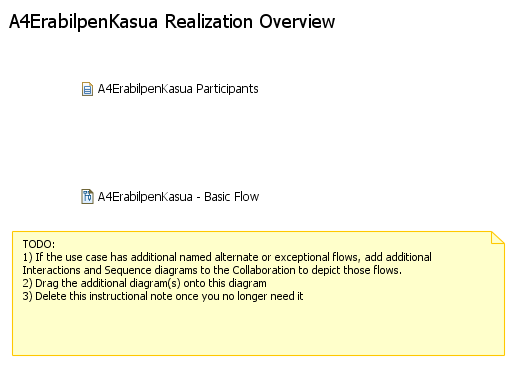 A4ErabilpenKasua Realization Overview
A4ErabilpenKasua Participants
A4ErabilpenKasua - Basic Flow
TODO:
1) If the use case has additional named alternate or exceptional flows, add additional
Interactions and Sequence diagrams to the Collaboration to depict those flows.
2) Drag the additional diagram(s) onto this diagram
3) Delete this instructional note once you no longer need it